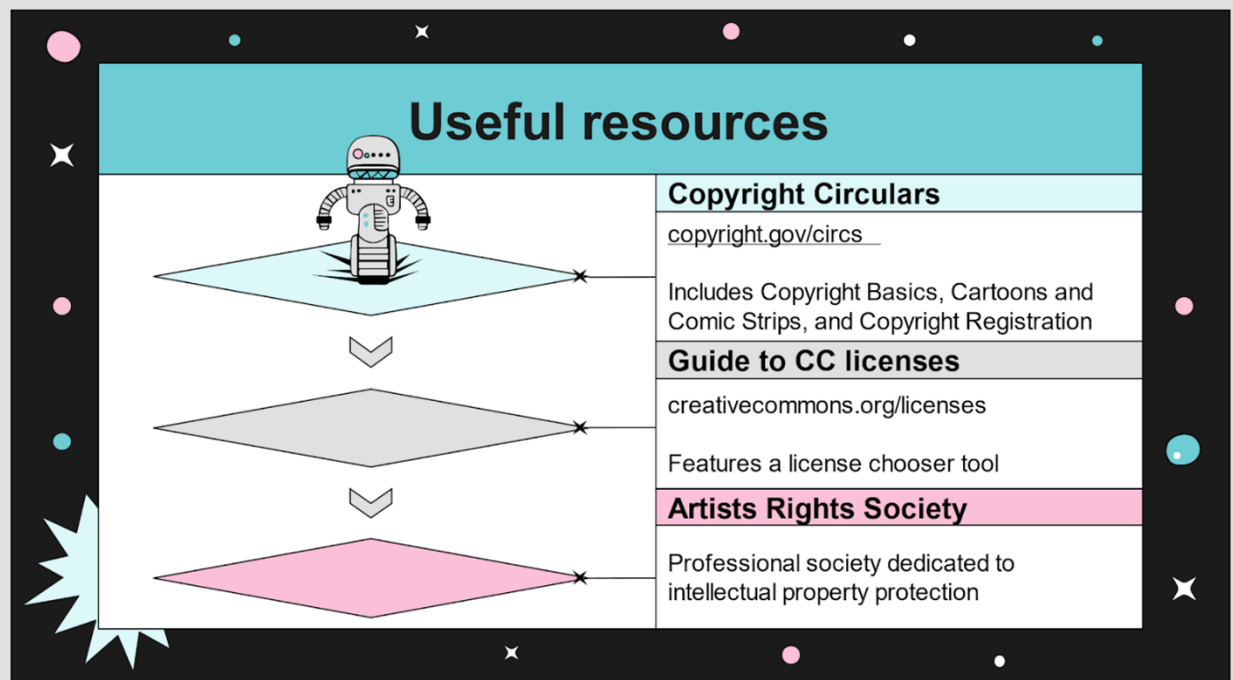 Useful resources
Copyright Circulars
copyright.gov/circs
Includes Copyright Basics, Cartoons and
Comic Strips, and Copyright Registration
Guide to CC licenses
creativecommons.org/licenses
Features a license chooser tool
Artists Rights Society
Professional society dedicated to
intellectual property protection